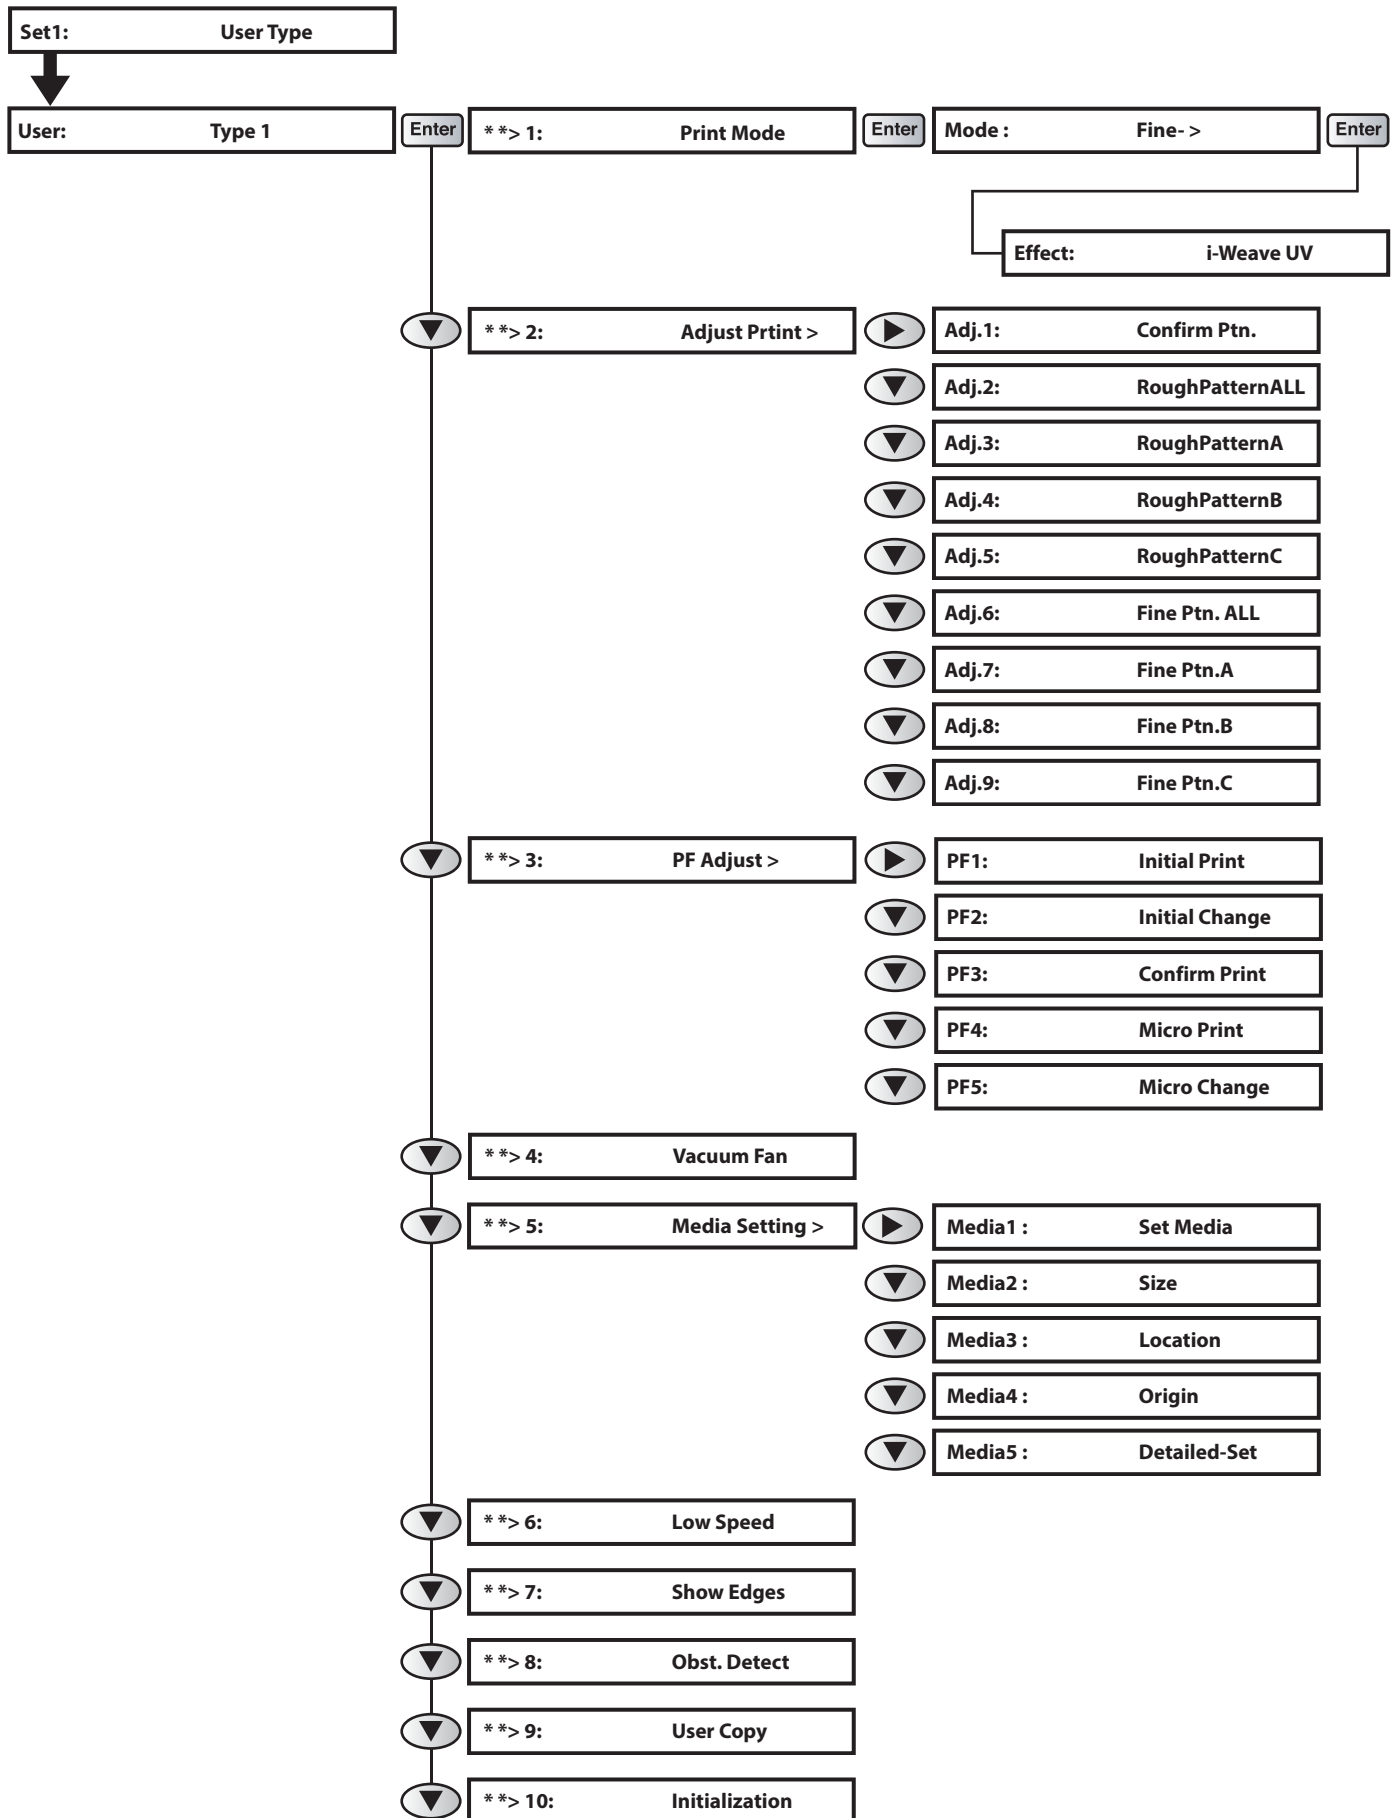 Set1: User Type
User: Type 1 Enter * *> 1: Print Mode Enter Mode : Fine- > Enter
Effect: i-Weave UV
* *> 2: Adjust Prtint > Adj.1: Confirm Ptn.
Adj.2: RoughPatternALL
Adj.3: RoughPatternA
Adj.4: RoughPatternB
Adj.5: RoughPatternC
Adj.6: Fine Ptn. ALL
Adj.7: Fine Ptn.A
Adj.8: Fine Ptn.B
Adj.9: Fine Ptn.C
* *> 3: PF Adjust > PF1: Initial Print
PF2: Initial Change
PF3: Confirm Print
PF4: Micro Print
PF5: Micro Change
* *> 4: Vacuum Fan
* *> 5: Media Setting > Media1 : Set Media
Media2 : Size
Media3 : Location
Media4 : Origin
Media5 : Detailed-Set
* *> 6: Low Speed
* *> 7: Show Edges
* *> 8: Obst. Detect
* *> 9: User Copy
* *> 10: Initialization